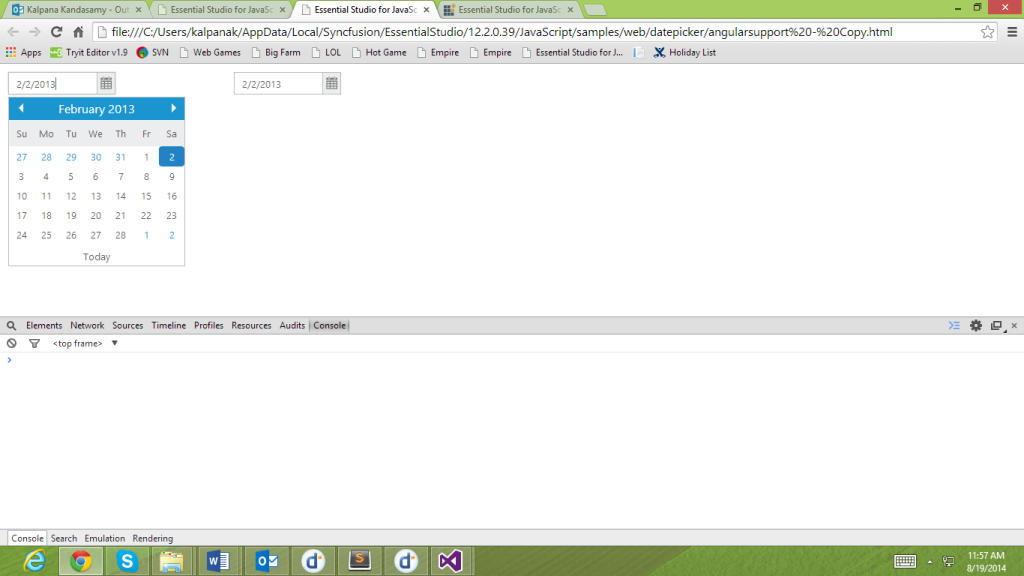 Kalpana Kandasamy - Out
Essential Studio for JavaSc
Essential Studio for JavaSc
Essential Studio for JavaSc
file:///C:/Users/kalpanak/AppData/Local/Syncfusion/EssentialStudio/12.2.0.39/JavaScript/samples/web/datepicker/angularsupport%20-%20Copy.html
Apps Tryit Editor v1.9 SVN Web Games Big Farm LOL Hot Game Empire Empire Essential Studio for J... Holiday List
2/2/2013 2/2/2013
February 2013
Su Mo Tu We Th Fr Sa
27 28 29 30 31 1 2
3 4 5 6 7 8 9
10 11 12 13 14 15 16
17 18 19 20 21 22 23
24 25 26 27 28 1 2
Today
Elements Network Sources Timeline Profiles Resources Audits Console
<top frame>
Console Search Emulation Rendering
11:57 AM
8/19/2014